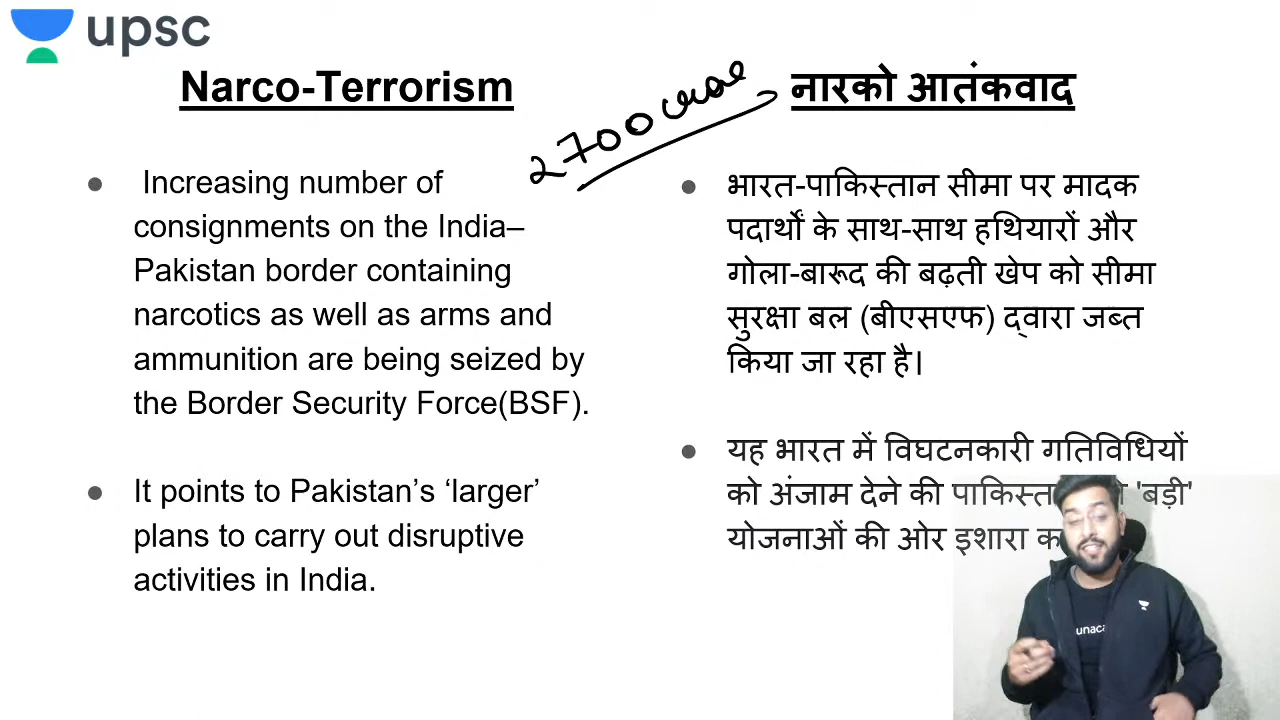 upsc
Narco-Terrorism
2700 crore
नारको आतंकवाद
Increasing number of
consignments on the India–
Pakistan border containing
narcotics as well as arms and
ammunition are being seized by
the Border Security Force(BSF).
It points to Pakistan’s ‘larger’
plans to carry out disruptive
activities in India.
भारत-पाकिस्तान सीमा पर मादक
पदार्थों के साथ-साथ हथियारों और
गोला-बारूद की बढ़ती खेप को सीमा
सुरक्षा बल (बीएसएफ) द्वारा जब्त
किया जा रहा है।
यह भारत में विघटनकारी गतिविधियों
को अंजाम देने की 'बड़ी'
योजनाओं की ओर इशारा
unaca